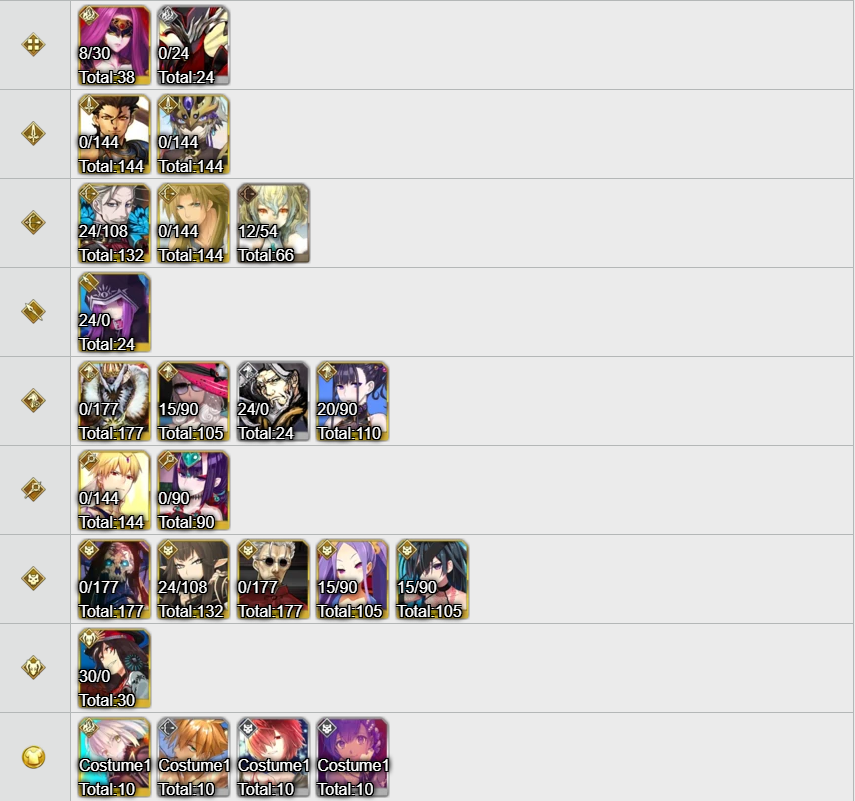 8/30 0/24
Total:38 Total:24
0/144 0/144
Total:144 Total:144
24/108 0/144 12/54
Total:132 Total:144 Total:66
24/0
Total:24
0/177 15/90 24/0 20/90
Total:177 Total:105 Total:24 Total:110
0/144 0/90
Total:144 Total:90
0/177 24/108 0/177 15/90 15/90
Total:177 Total:132 Total:177 Total:105 Total:105
30/0
Total:30
Costume1 Costume1 Costume1 Costume1
Total:10 Total:10 Total:10 Total:10